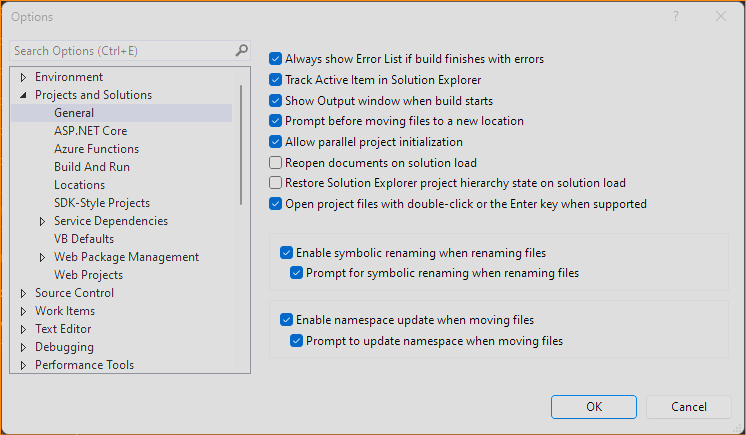 Options
?
Search Options (Ctrl+E)
Environment
Projects and Solutions
General
ASP.NET Core
Azure Functions
Build And Run
Locations
SDK-Style Projects
Service Dependencies
VB Defaults
Web Package Management
Web Projects
Source Control
Work Items
Text Editor
Debugging
Performance Tools
Always show Error List if build finishes with errors
Track Active Item in Solution Explorer
Show Output window when build starts
Prompt before moving files to a new location
Allow parallel project initialization
Reopen documents on solution load
Restore Solution Explorer project hierarchy state on solution load
Open project files with double-click or the Enter key when supported
Enable symbolic renaming when renaming files
Prompt for symbolic renaming when renaming files
Enable namespace update when moving files
Prompt to update namespace when moving files
OK
Cancel